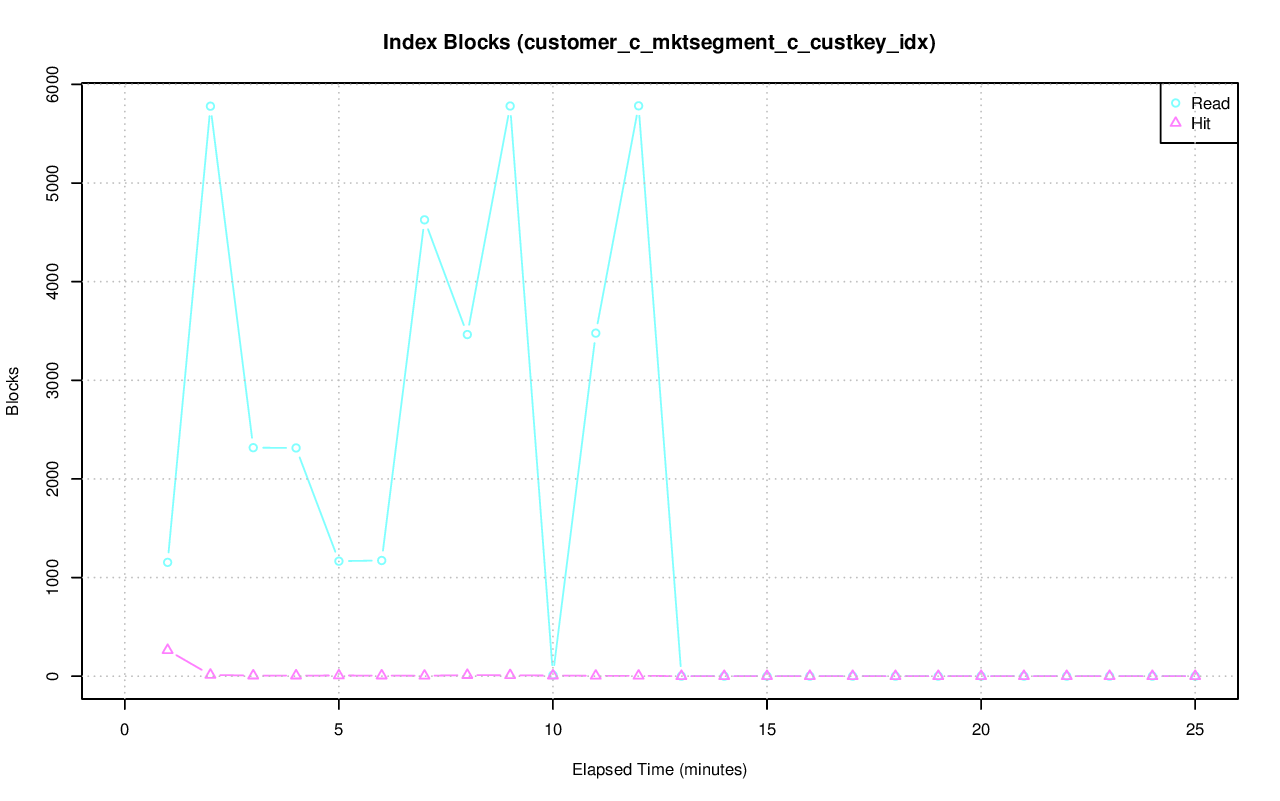 Index Blocks (customer_c_mktsegment_c_custkey_idx)
Read
Hit
6000
5000
4000
3000
2000
1000
0
Blocks
0 5 10 15 20 25
Elapsed Time (minutes)